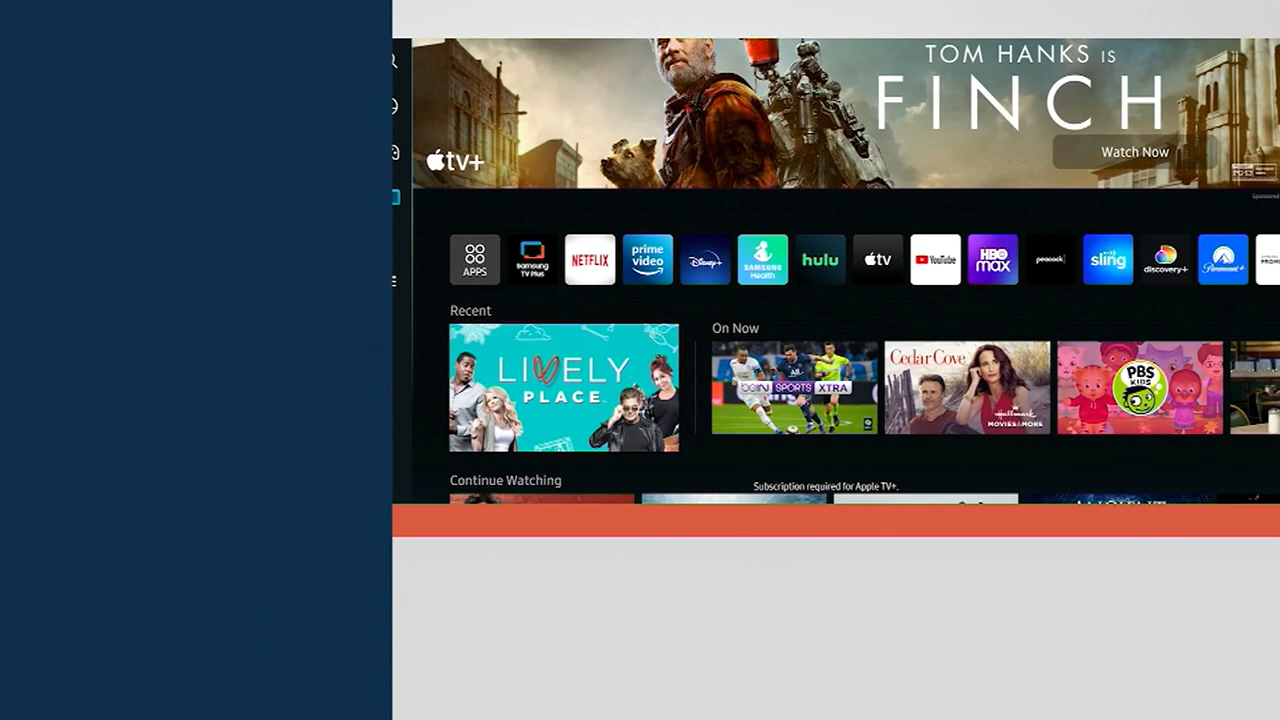 TOM HANKS IS
FINCH
Watch Now
tv+
Sponsored
APPS
SAMSUNG
TV Plus
NETFLIX
prime
video
Disney+
SAMSUNG
Health
hulu
tv
YouTube
HBO
max
peacock
sling
discovery+
Paramount+
Recent
LIVELY
PLACE
On Now
beIN SPORTS XTRA
Cedar Cove
Hallmark
MOVIES & MORE
PBS
KIDS
Continue Watching
Subscription required for Apple TV+.